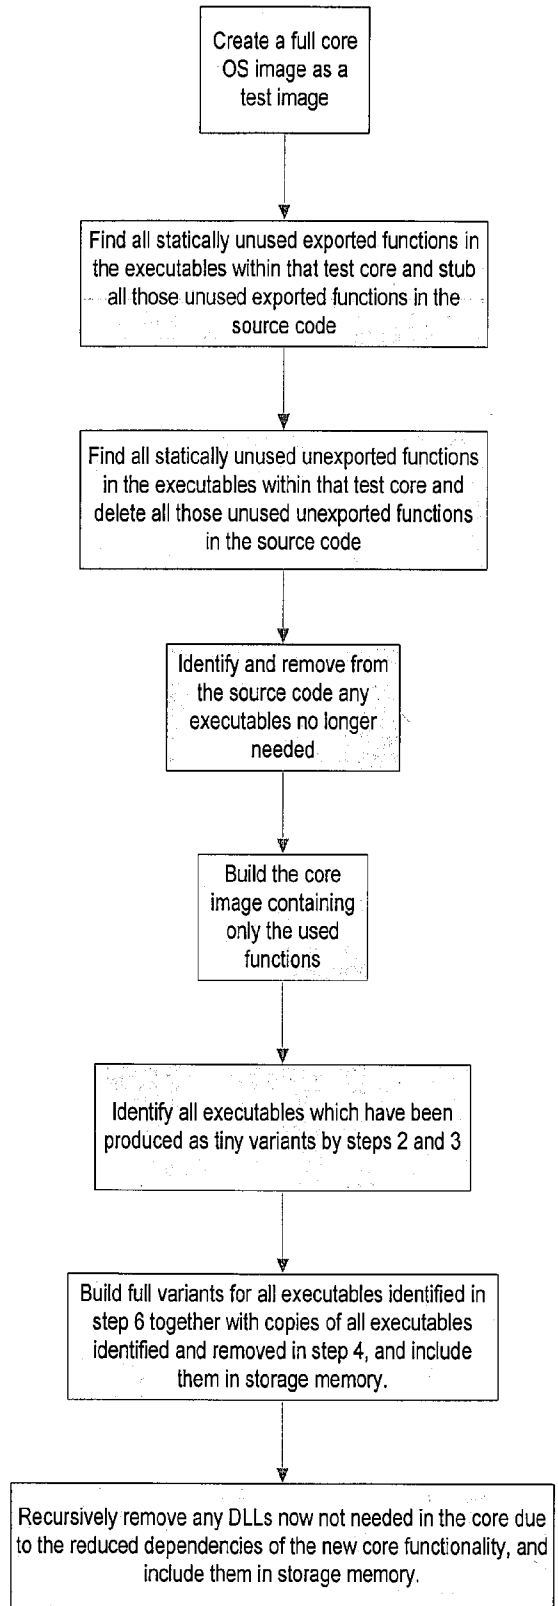 Create a full core
OS image as a
test image
Find all statically unused exported functions in
the executables within that test core and stub
all those unused exported functions in the
source code
Find all statically unused unexported functions
in the executables within that test core and
delete all those unused unexported functions
in the source code
Identify and remove from
the source code any
executables no longer
needed
Build the core
image containing
only the used
functions
Identify all executables which have been
produced as tiny variants by steps 2 and 3
Build full variants for all executables identified in
step 6 together with copies of all executables
identified and removed in step 4, and include
them in storage memory.
Recursively remove any DLLs now not needed in the core due
to the reduced dependencies of the new core functionality, and
include them in storage memory.